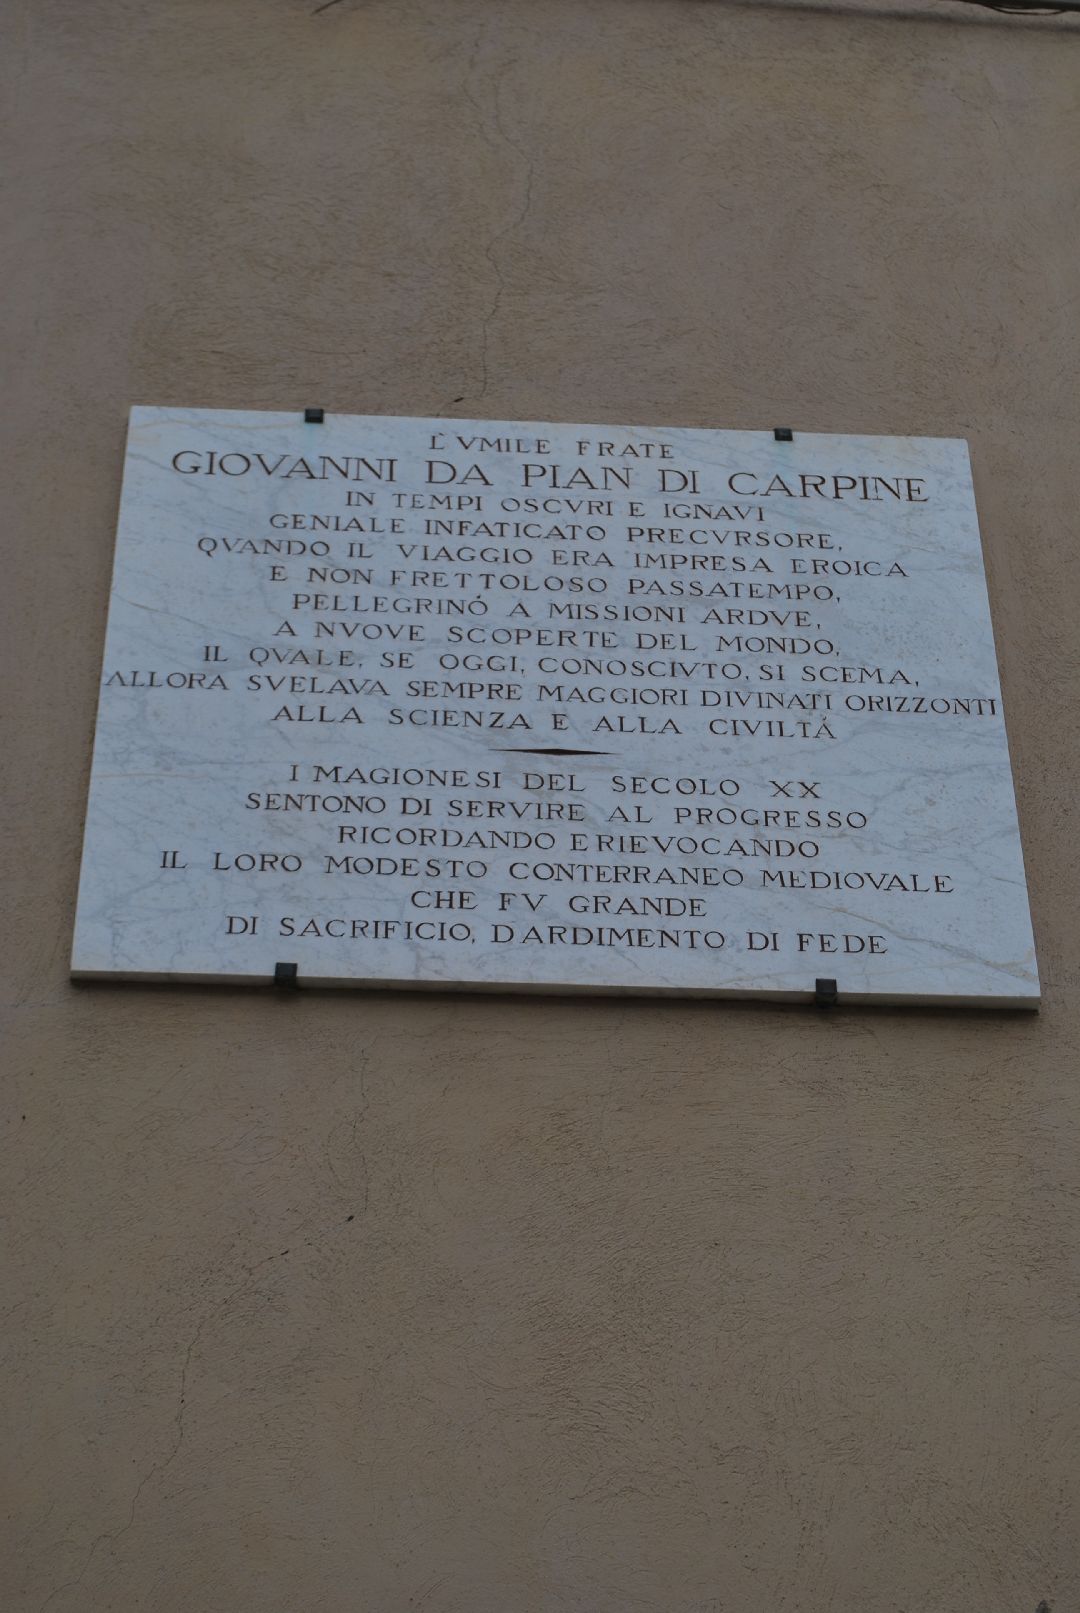 L'VMILE FRATE
GIOVANNI DA PIAN DI CARPINE
IN TEMPI OSCVRI E IGNAVI
GENIALE INFATICATO PRECVRSORE,
QVANDO IL VIAGGIO ERA IMPRESA EROICA
E NON FRETTOLOSO PASSATEMPO,
PELLEGRINÓ A MISSIONI ARDVE,
A NVOVE SCOPERTE DEL MONDO,
IL QVALE, SE OGGI, CONOSCIVTO, SI SCEMA,
ALLORA SVELAVA SEMPRE MAGGIORI DIVINATI ORIZZONTI
ALLA SCIENZA E ALLA CIVILTÁ
I MAGIONESI DEL SECOLO XX
SENTONO DI SERVIRE AL PROGRESSO
RICORDANDO E RIEVOCANDO
IL LORO MODESTO CONTERRANEO MEDIOVALE
CHE FV GRANDE
DI SACRIFICIO, D'ARDIMENTO DI FEDE